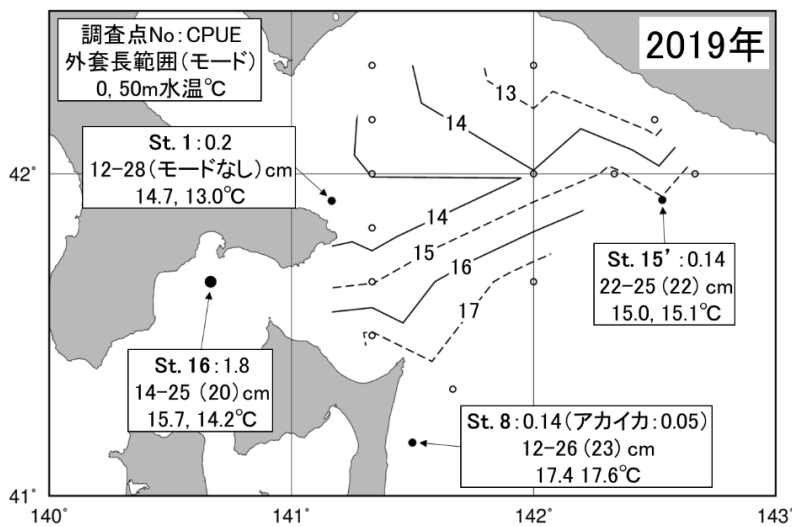 調査点No:CPUE
外套長範囲(モード)
0, 50m水温℃
2019年
13
14
St. 1:0.2
12-28(モードなし)cm
14.7, 13.0℃
42°
14
15
16
17
St. 15’:0.14
22-25 (22) cm
15.0, 15.1℃
St. 16:1.8
14-25 (20)cm
15.7, 14.2℃
St. 8:0.14(アカイカ:0.05)
12-26 (23) cm
17.4 17.6℃
41°
140°
141°
142°
143°